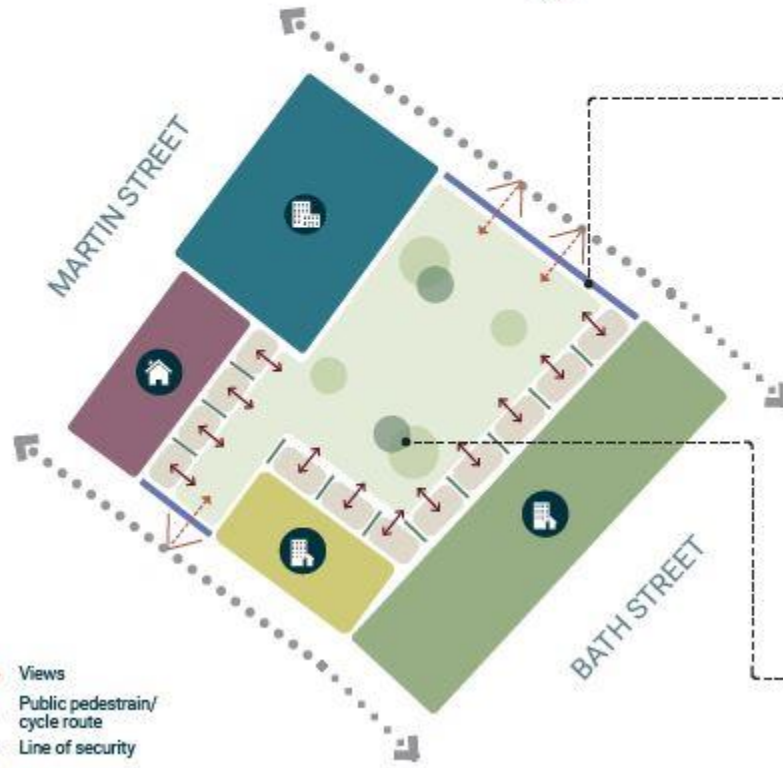 MARTIN STREET
BATH STREET
Views
Public pedestrain/
cycle route
Line of security